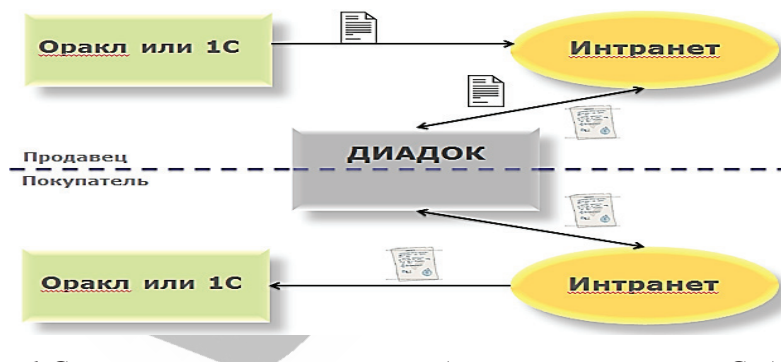 Оракл или 1С
Интранет
ДИАДОК
Продавец
Покупатель
Оракл или 1С
Интранет